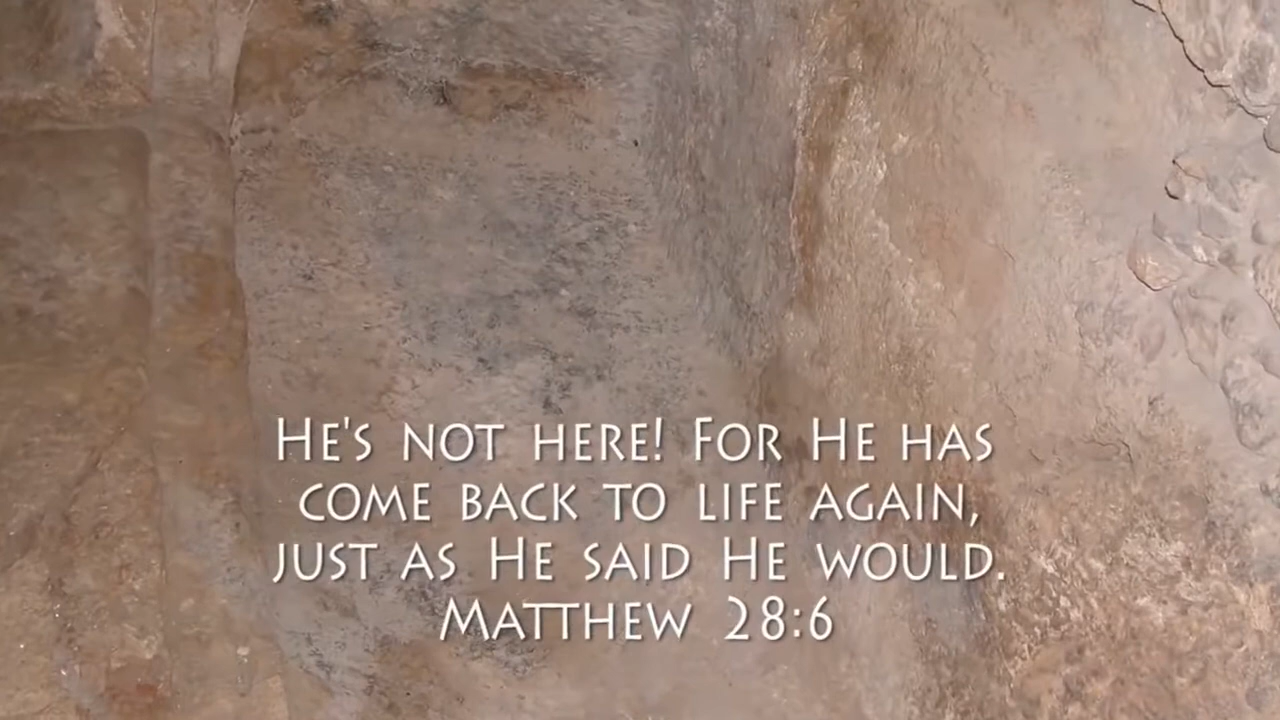 He's not here! For He has
come back to life again,
just as He said He would.
Matthew 28:6